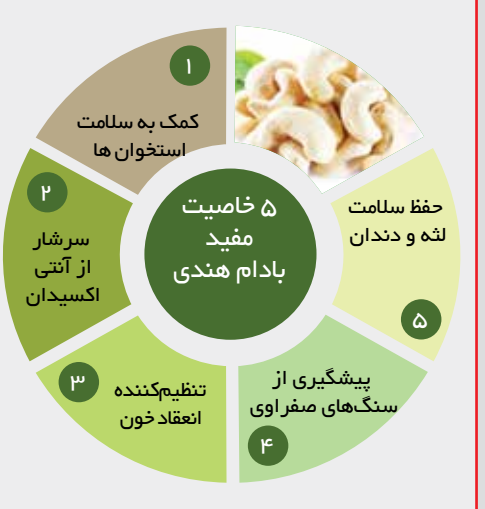 ۵ خاصیت
مفید
بادام هندی
۱
کمک به سلامت
استخوان ها
۲
سرشار
از آنتی
اکسیدان
۳
تنظیم‌کننده
انعقاد خون
پیشگیری از
سنگ‌های صفراوی
۴
حفظ سلامت
لثه و دندان
۵